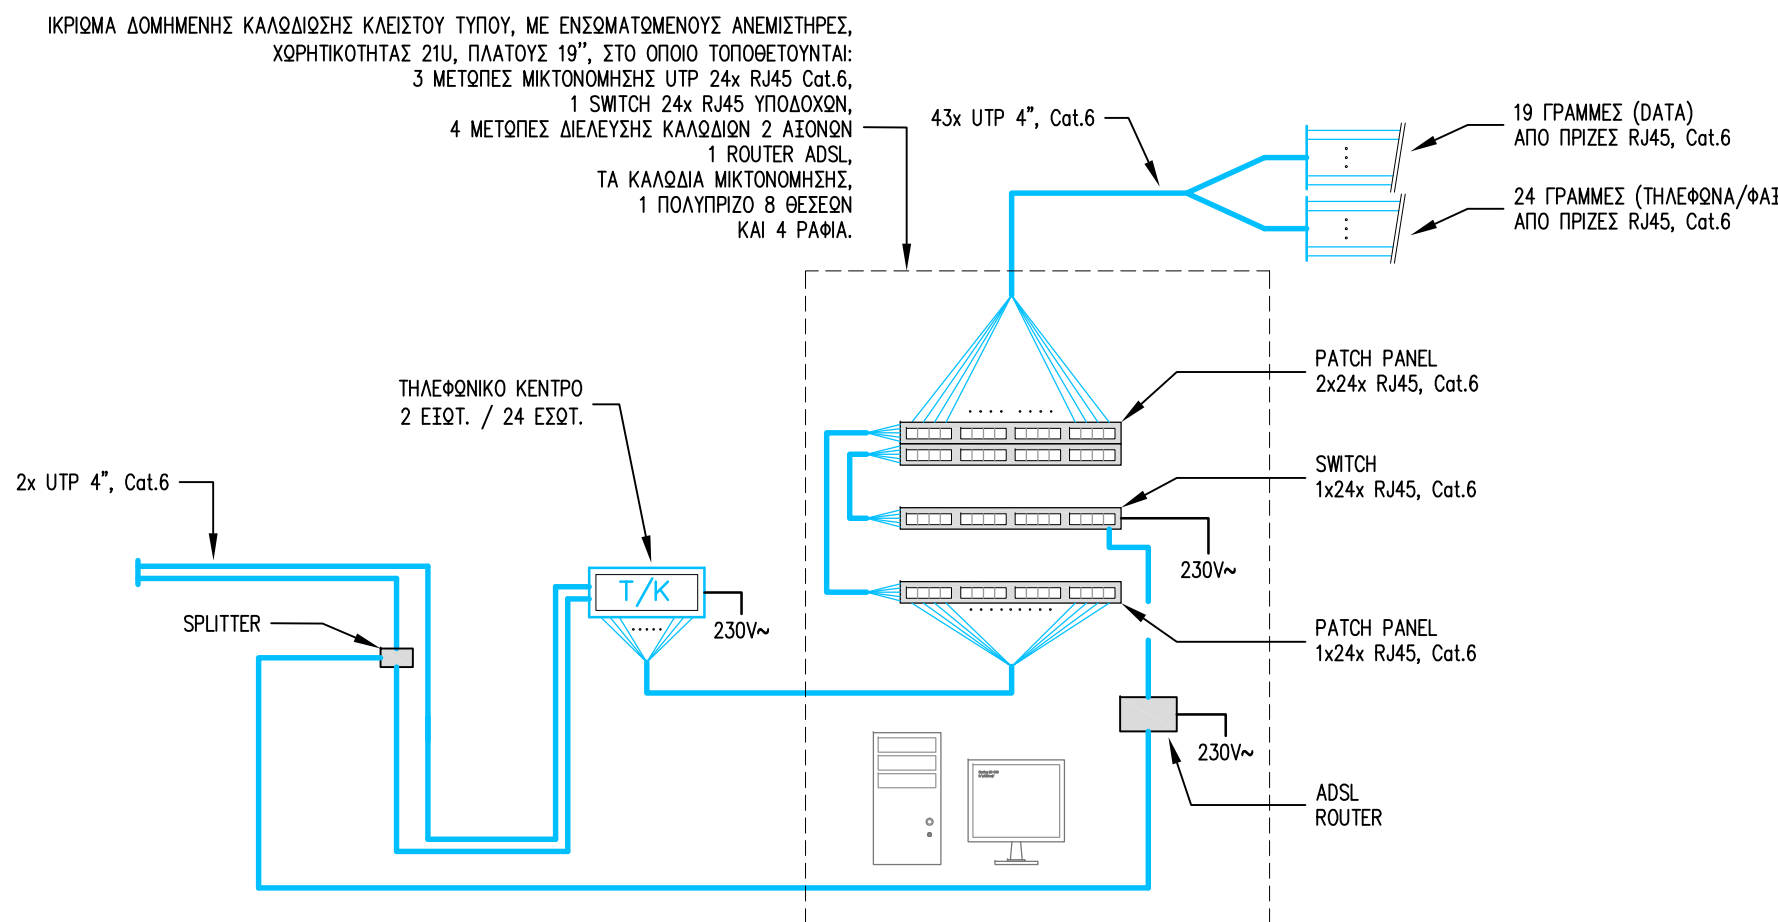 ΙΚΡΙΩΜΑ ΔΟΜΗΜΕΝΗΣ ΚΑΛΩΔΙΩΣΗΣ ΚΛΕΙΣΤΟΥ ΤΥΠΟΥ, ΜΕ ΕΝΣΩΜΑΤΩΜΕΝΟΥΣ ΑΝΕΜΙΣΤΗΡΕΣ,
ΧΩΡΗΤΙΚΟΤΗΤΑΣ 21U, ΠΛΑΤΟΥΣ 19”, ΣΤΟ ΟΠΟΙΟ ΤΟΠΟΘΕΤΟΥΝΤΑΙ:
3 ΜΕΤΩΠΕΣ ΜΙΚΤΟΝΟΜΗΣΗΣ UTP 24x RJ45 Cat.6,
1 SWITCH 24x RJ45 ΥΠΟΔΟΧΩΝ,
4 ΜΕΤΩΠΕΣ ΔΙΕΛΕΥΣΗΣ ΚΑΛΩΔΙΩΝ 2 ΑΞΟΝΩΝ
1 ROUTER ADSL,
ΤΑ ΚΑΛΩΔΙΑ ΜΙΚΤΟΝΟΜΗΣΗΣ,
1 ΠΟΛΥΠΡΙΖΟ 8 ΘΕΣΕΩΝ
ΚΑΙ 4 ΡΑΦΙΑ.
43x UTP 4”, Cat.6
19 ΓΡΑΜΜΕΣ (DATA)
ΑΠΟ ΠΡΙΖΕΣ RJ45, Cat.6
24 ΓΡΑΜΜΕΣ (ΤΗΛΕΦΩΝΑ/ΦΑΞ
ΑΠΟ ΠΡΙΖΕΣ RJ45, Cat.6
PATCH PANEL
2x24x RJ45, Cat.6
ΤΗΛΕΦΩΝΙΚΟ ΚΕΝΤΡΟ
2 ΕΞΩΤ. / 24 ΕΣΩΤ.
SWITCH
1x24x RJ45, Cat.6
2x UTP 4”, Cat.6
230V~
T/K
230V~
SPLITTER
PATCH PANEL
1x24x RJ45, Cat.6
230V~
ADSL
ROUTER